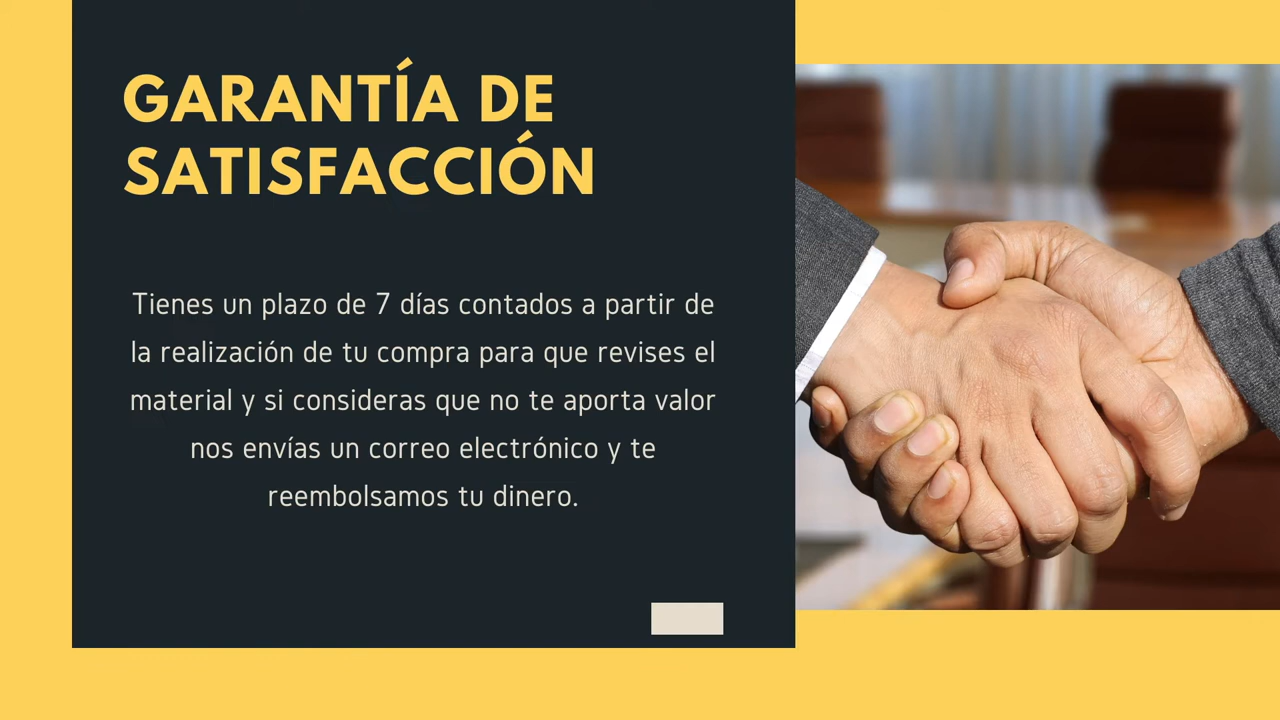 GARANTÍA DE
SATISFACCIÓN
Tienes un plazo de 7 días contados a partir de
la realización de tu compra para que revises el
material y si consideras que no te aporta valor
nos envías un correo electrónico y te
reembolsamos tu dinero.